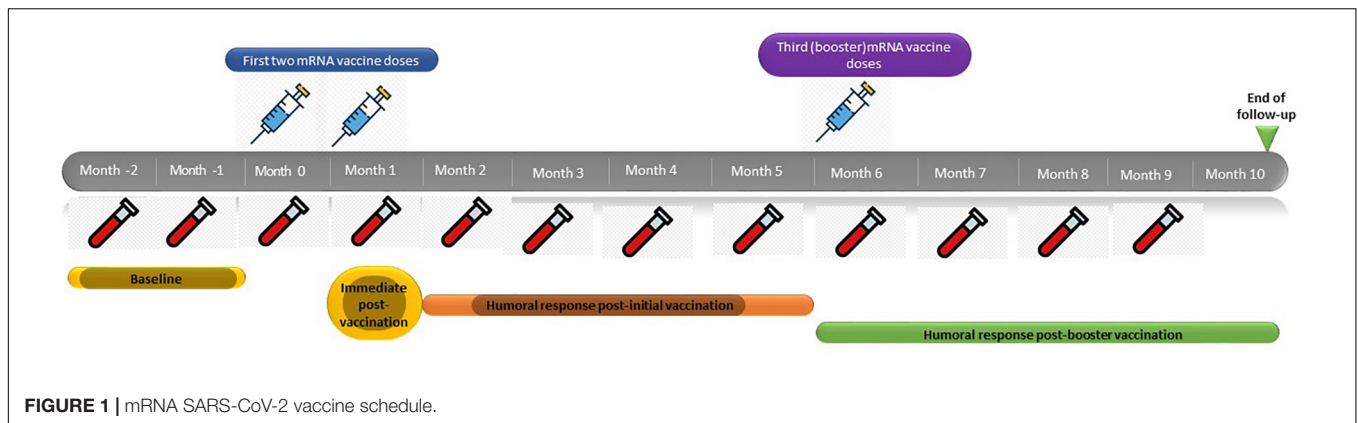 First two mRNA vaccine doses
Third (booster)mRNA vaccine
doses
End of
follow-up
Month -2 Month -1 Month 0 Month 1 Month 2 Month 3 Month 4 Month 5 Month 6 Month 7 Month 8 Month 9 Month 10
Baseline
Immediate
post-
vaccination
Humoral response post-initial vaccination
Humoral response post-booster vaccination
FIGURE 1 | mRNA SARS-CoV-2 vaccine schedule.